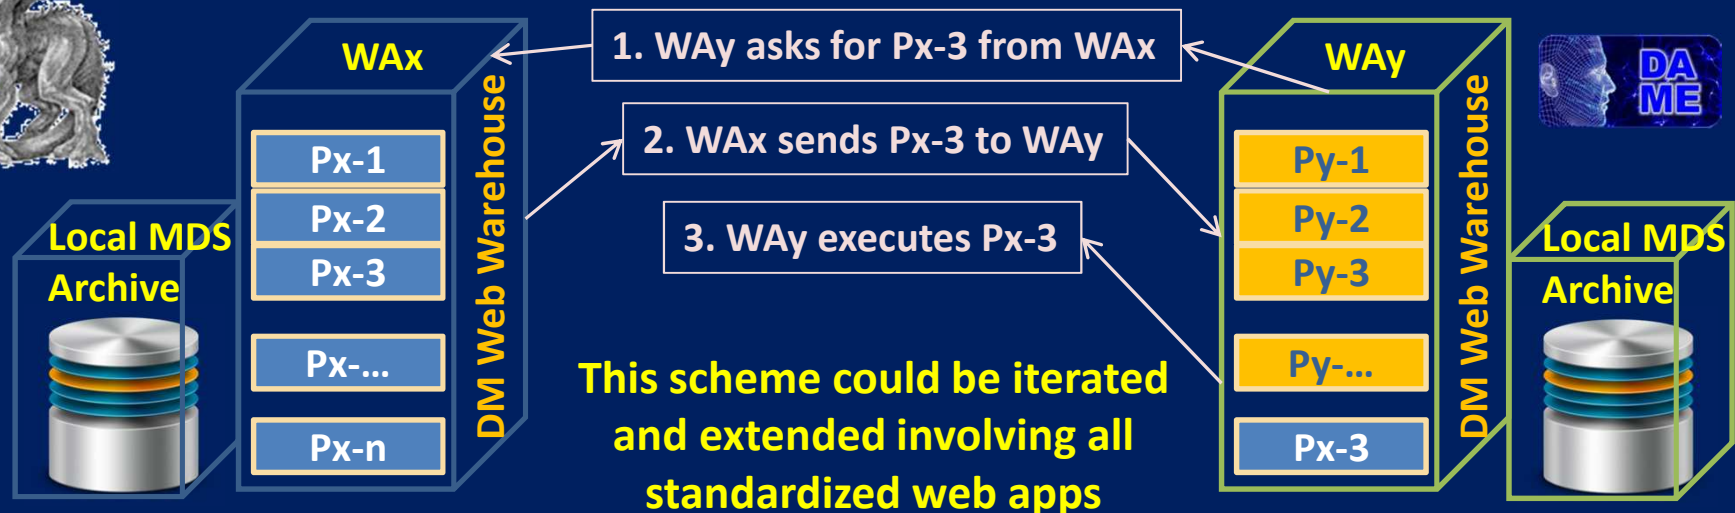 WAx
DM Web Warehouse
Px-1
Px-2
Px-3
Px-...
Px-n
Local MDS
Archive
1. WAy asks for Px-3 from WAx
2. WAx sends Px-3 to WAy
3. WAy executes Px-3
This scheme could be iterated
and extended involving all
standardized web apps
WAy
DM Web Warehouse
Py-1
Py-2
Py-3
Py-...
Px-3
Local MDS
Archive
DA
ME